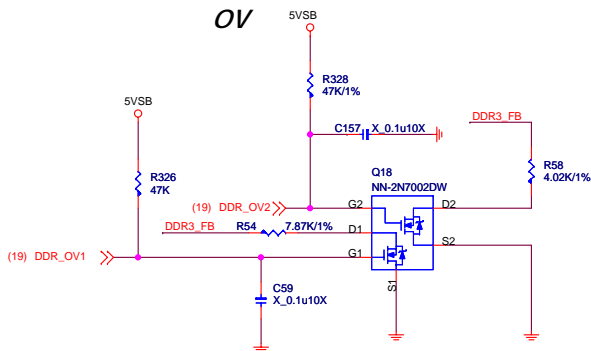 OV
5VSB
R328
47K/1%
5VSB
C157
X_0.1u10X
DDR3_FB
R326
47K
Q18
NN-2N7002DW
R58
4.02K/1%
(19) DDR_OV2
G2
D2
DDR3_FB
R54
7.87K/1%
D1
S2
(19) DDR_OV1
G1
S1
C59
X_0.1u10X